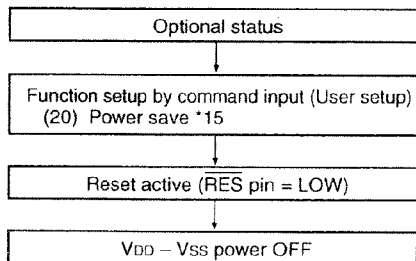 Optional status
Function setup by command input (User setup)
(20) Power save *15
Reset active (RES pin = LOW)
VDD – VSS power OFF